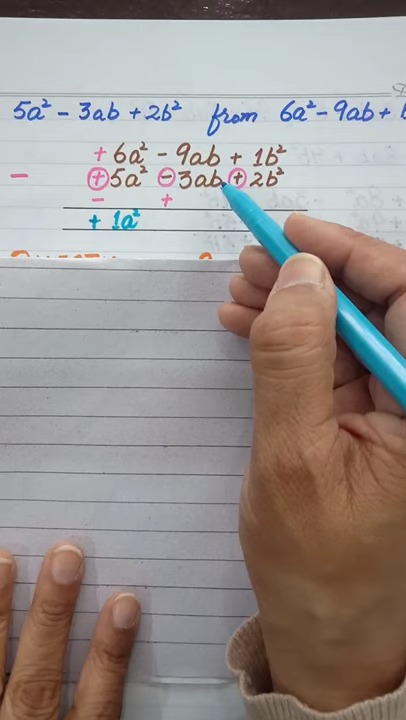 5a² - 3ab + 2b² from 6a² - 9ab + b
+ 6a² - 9ab + 1b²
- + 5a² - 3ab + 2b²
- +
+ 1a²